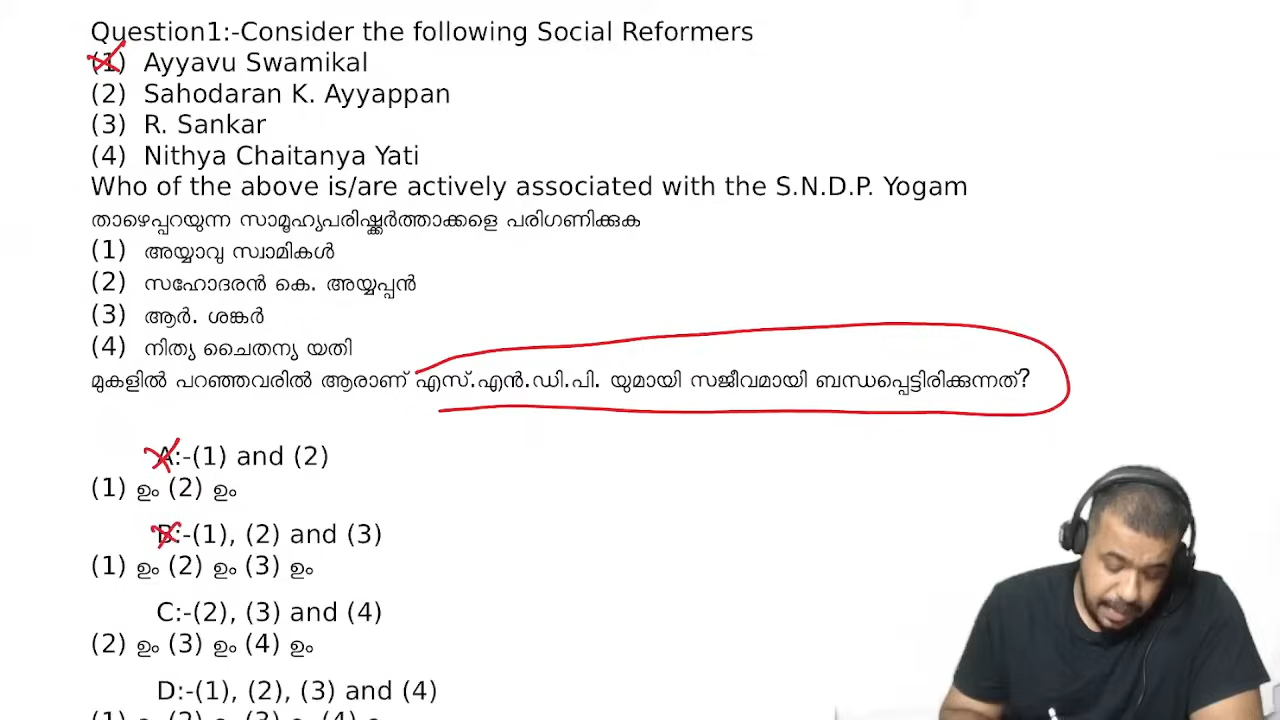 Question1:-Consider the following Social Reformers
(1) Ayyavu Swamikal
(2) Sahodaran K. Ayyappan
(3) R. Sankar
(4) Nithya Chaitanya Yati
Who of the above is/are actively associated with the S.N.D.P. Yogam
താഴെപ്പറയുന്ന സാമൂഹ്യപരിഷ്ക്കർത്താക്കളെ പരിഗണിക്കുക
(1) അയ്യാവു സ്വാമികൾ
(2) സഹോദരൻ കെ. അയ്യപ്പൻ
(3) ആർ. ശങ്കർ
(4) നിത്യ ചൈതന്യ യതി
മുകളിൽ പറഞ്ഞവരിൽ ആരാണ് എസ്.എൻ.ഡി.പി. യുമായി സജീവമായി ബന്ധപ്പെട്ടിരിക്കുന്നത്?
A:-(1) and (2)
(1) ഉം (2) ഉം
B:-(1), (2) and (3)
(1) ഉം (2) ഉം (3) ഉം
C:-(2), (3) and (4)
(2) ഉം (3) ഉം (4) ഉം
D:-(1), (2), (3) and (4)